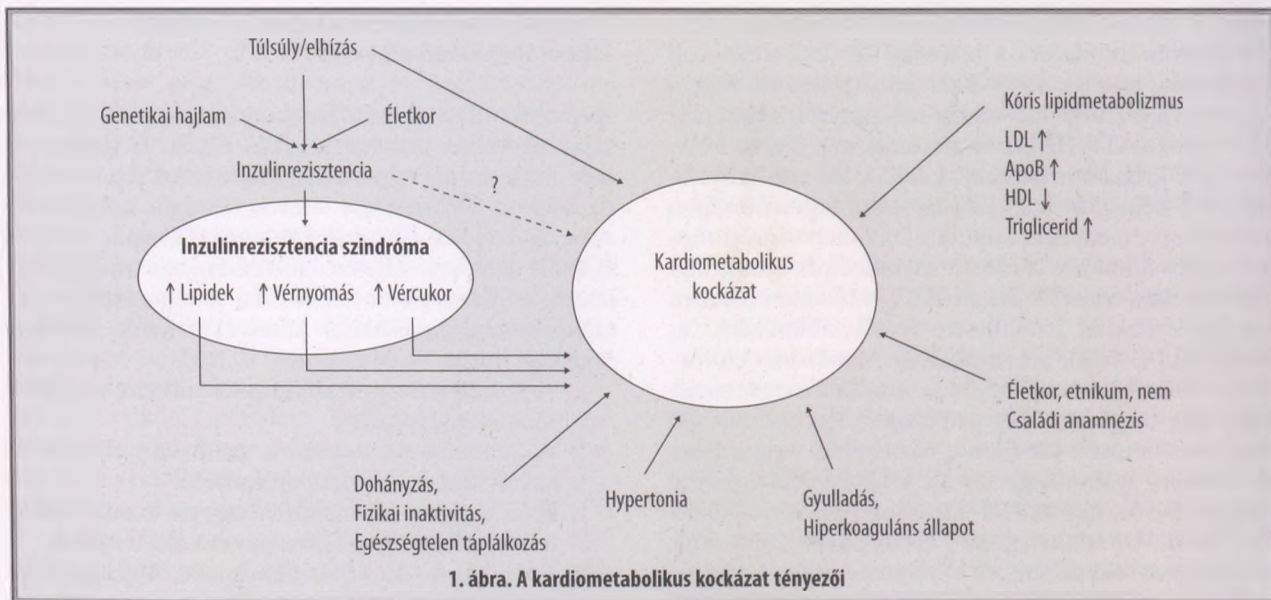 Túlsúly/elhízás
Genetikai hajlam
Életkor
Inzulinrezisztencia
?
Inzulinrezisztencia szindróma
↑ Lipidek ↑ Vérnyomás ↑ Vércukor
Kardiometabolikus
kockázat
Kóris lipidmetabolizmus
LDL ↑
ApoB ↑
HDL ↓
Triglicerid ↑
Életkor, etnikum, nem
Családi anamnézis
Dohányzás,
Fizikai inaktivitás,
Egészségtelen táplálkozás
Hypertonia
Gyulladás,
Hiperkoaguláns állapot
1. ábra. A kardiometabolikus kockázat tényezői